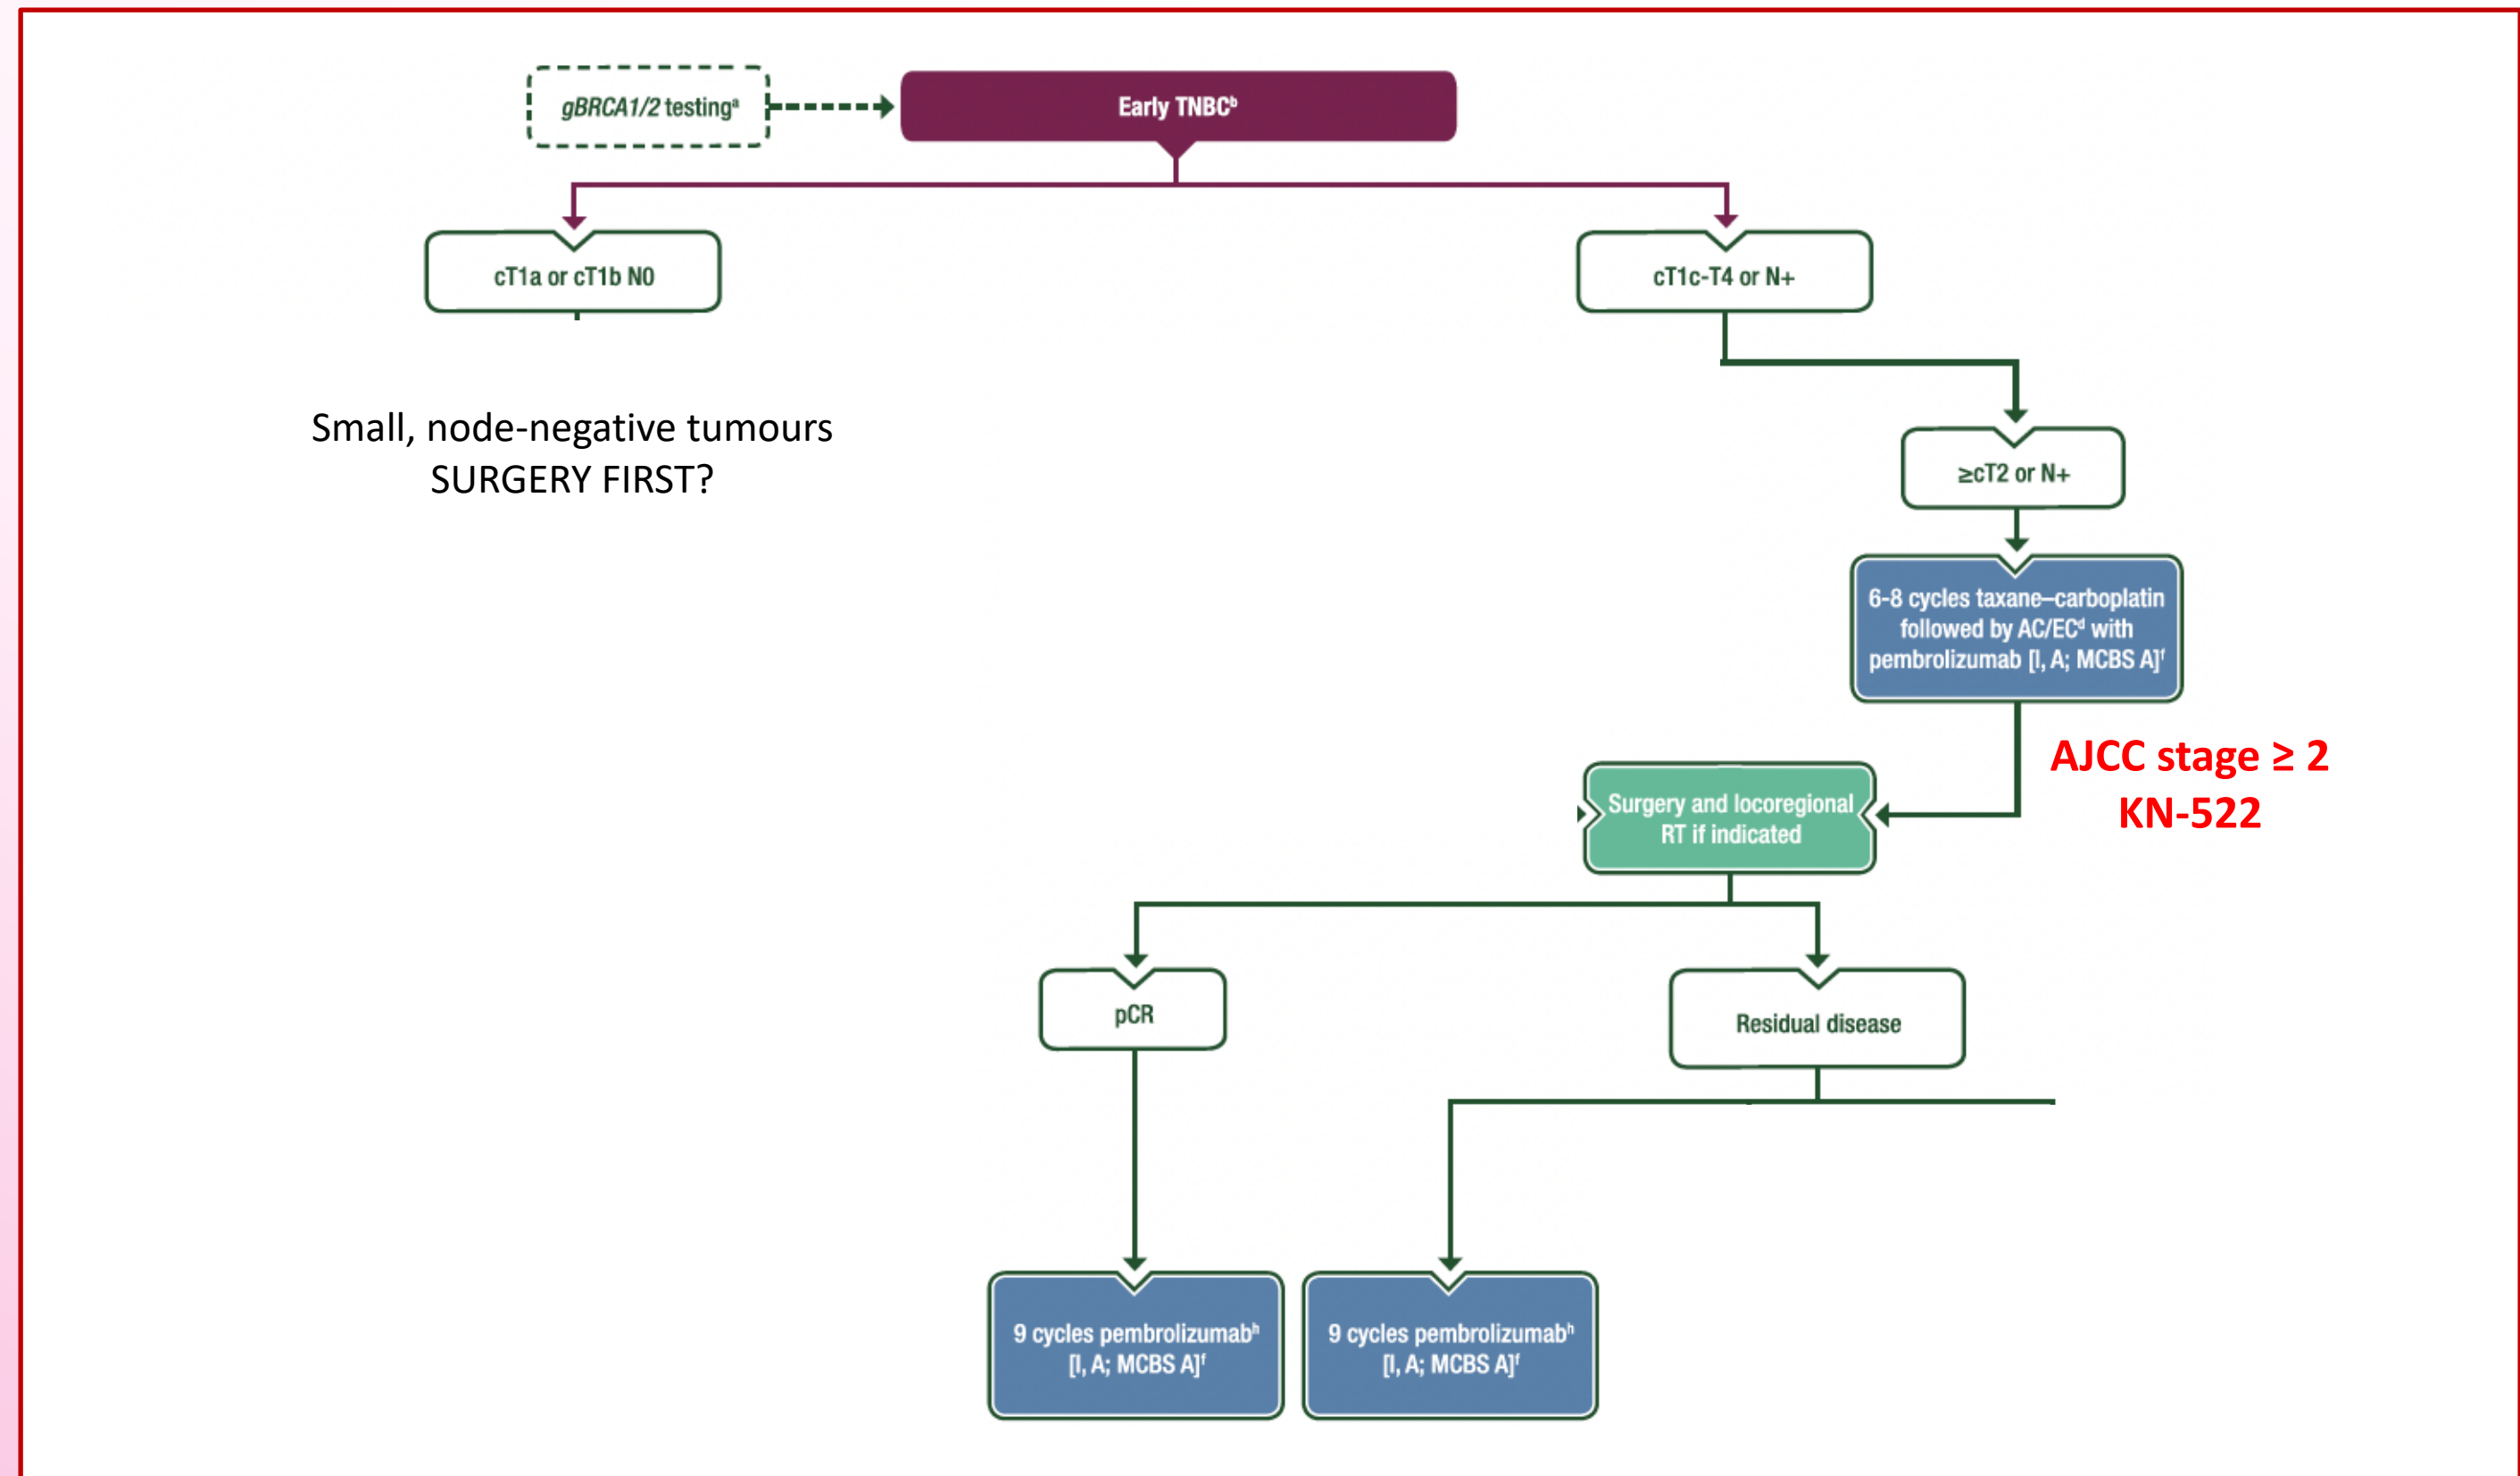 gBRCA1/2 testingᵃ
Early TNBCᵇ
cT1a or cT1b N0
cT1c-T4 or N+
Small, node-negative tumours
SURGERY FIRST?
≥cT2 or N+
6-8 cycles taxane–carboplatin
followed by AC/ECᵈ with
pembrolizumab [I, A; MCBS A]ᶠ
AJCC stage ≥ 2
KN-522
Surgery and locoregional
RT if indicated
pCR
Residual disease
9 cycles pembrolizumabʰ
[I, A; MCBS A]ᶠ
9 cycles pembrolizumabʰ
[I, A; MCBS A]ᶠ